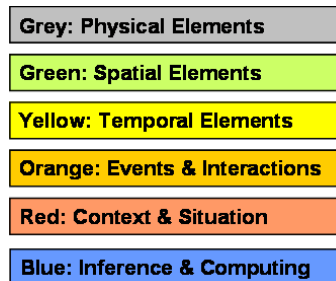 Grey: Physical Elements
Green: Spatial Elements
Yellow: Temporal Elements
Orange: Events & Interactions
Red: Context & Situation
Blue: Inference & Computing